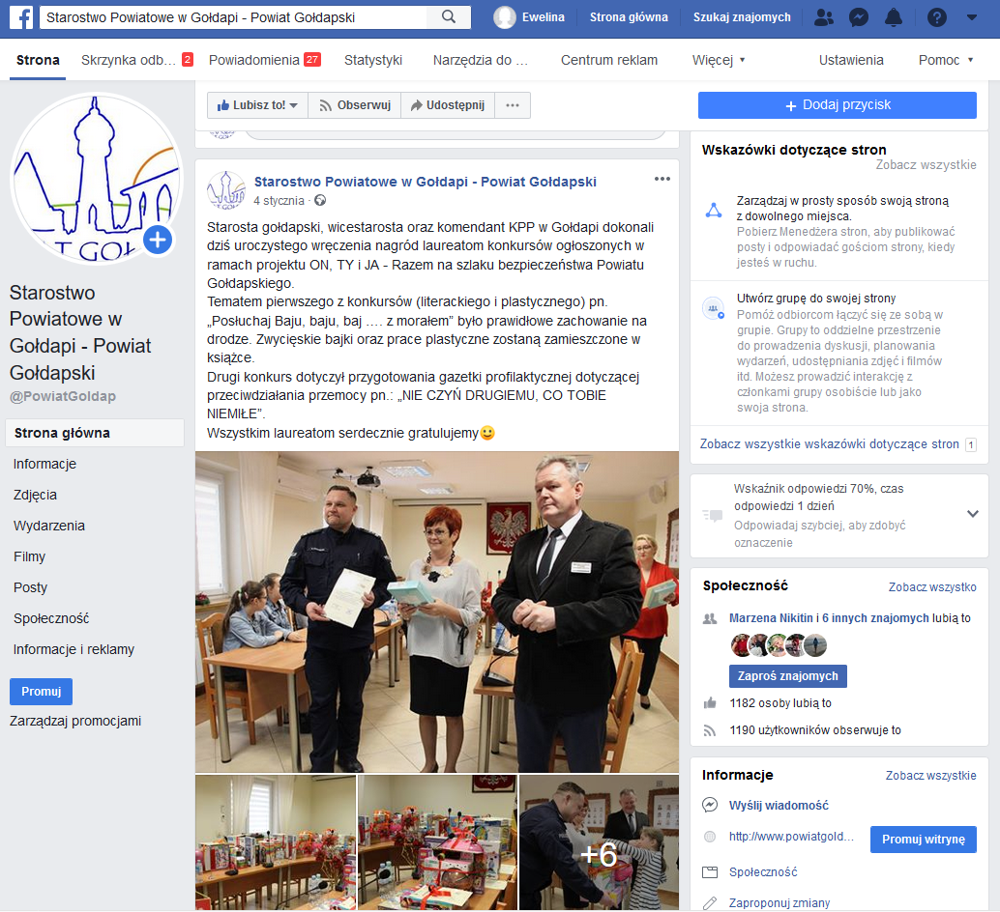 Starostwo Powiatowe w Gołdapi - Powiat Gołdapski
Ewelina
Strona główna
Szukaj znajomych
Strona
Skrzynka odb... 2
Powiadomienia 27
Statystyki
Narzędzia do ...
Centrum reklam
Więcej
Ustawienia
Pomoc
Lubisz to!
Obserwuj
Udostępnij
...
+ Dodaj przycisk
Starostwo
Powiatowe w
Gołdapi - Powiat
Gołdapski
@PowiatGoldap
Strona główna
Informacje
Zdjęcia
Wydarzenia
Filmy
Posty
Społeczność
Informacje i reklamy
Promuj
Zarządzaj promocjami
Starostwo Powiatowe w Gołdapi - Powiat Gołdapski
4 stycznia ·
Starosta gołdapski, wicestarosta oraz komendant KPP w Gołdapi dokonali
dziś uroczystego wręczenia nagród laureatom konkursów ogłoszonych w
ramach projektu ON, TY i JA - Razem na szlaku bezpieczeństwa Powiatu
Gołdapskiego.
Tematem pierwszego z konkursów (literackiego i plastycznego) pn.
„Posłuchaj Baju, baju, baj …. z morałem” było prawidłowe zachowanie na
drodze. Zwycięskie bajki oraz prace plastyczne zostaną zamieszczone w
książce.
Drugi konkurs dotyczył przygotowania gazetki profilaktycznej dotyczącej
przeciwdziałania przemocy pn.: „NIE CZYŃ DRUGIEMU, CO TOBIE
NIEMIŁE”.
Wszystkim laureatom serdecznie gratulujemy🙂
+6
Wskazówki dotyczące stron
Zobacz wszystkie
Zarządzaj w prosty sposób swoją stroną
z dowolnego miejsca.
Pobierz Menedżera stron, aby publikować
posty i odpowiadać gościom strony, kiedy
jesteś w ruchu.
Utwórz grupę do swojej strony
Pomóż odbiorcom łączyć się ze sobą w
grupie. Grupy to oddzielne przestrzenie
do prowadzenia dyskusji, planowania
wydarzeń, udostępniania zdjęć i filmów
itd. Możesz prowadzić interakcję z
członkami grupy osobiście lub jako
swoja strona.
Zobacz wszystkie wskazówki dotyczące stron 1
Wskaźnik odpowiedzi 70%, czas
odpowiedzi 1 dzień
Odpowiadaj szybciej, aby zdobyć
oznaczenie
Społeczność
Zobacz wszystko
Marzena Nikitin i 6 innych znajomych lubią to
Zaproś znajomych
1182 osoby lubią to
1190 użytkowników obserwuje to
Informacje
Zobacz wszystkie
Wyślij wiadomość
http://www.powiatgold...
Promuj witrynę
Społeczność
Zaproponuj zmiany